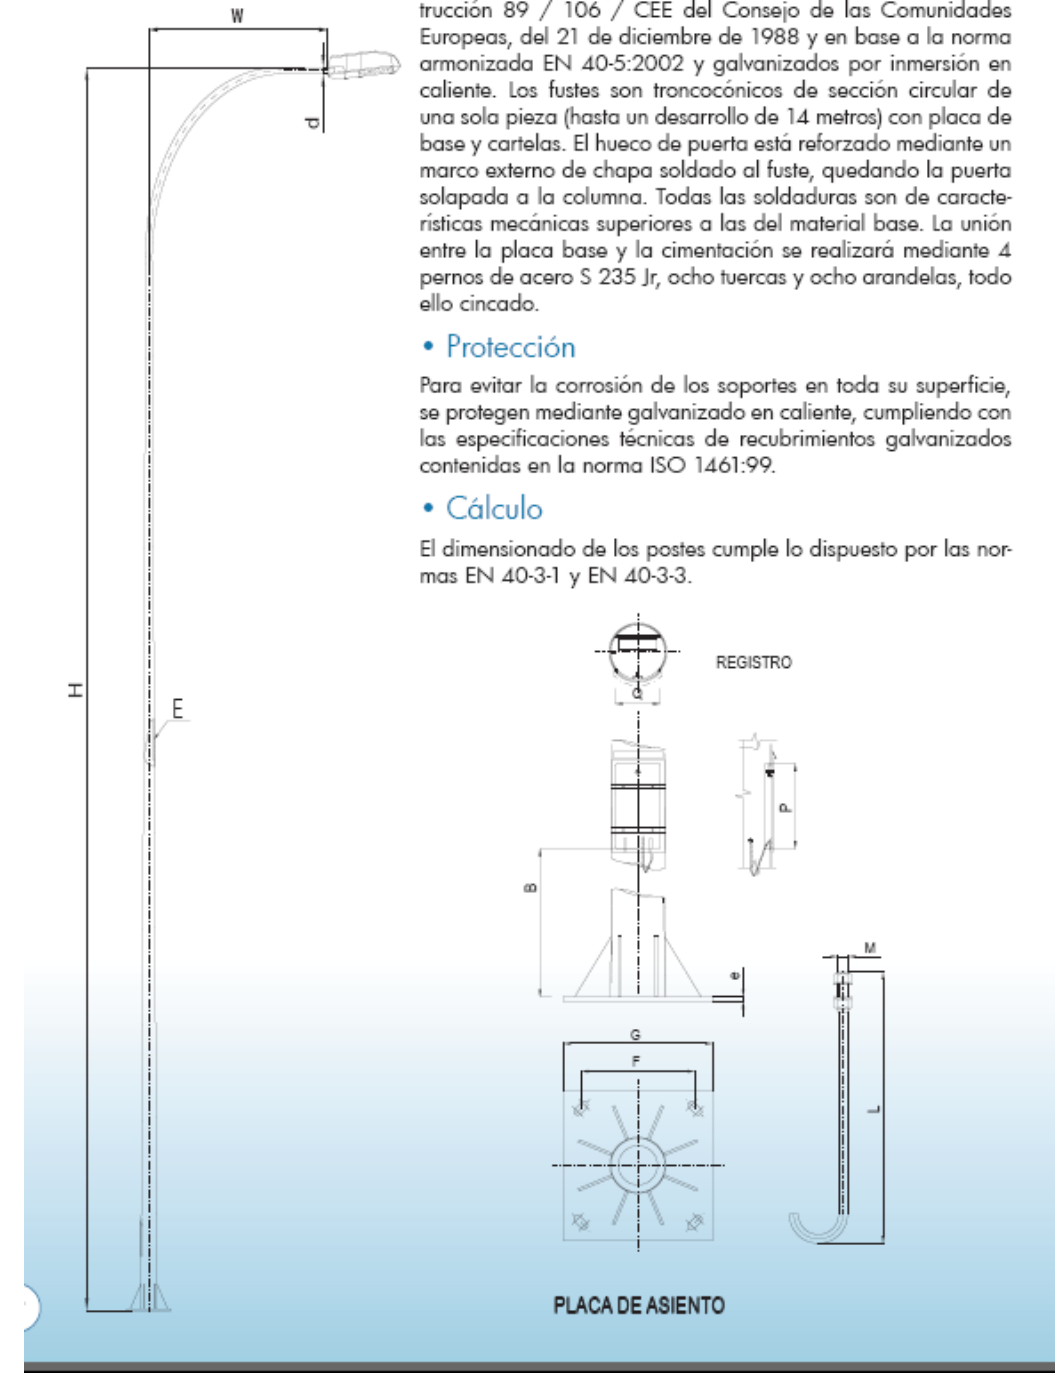 trucción 89 / 106 / CEE del Consejo de las Comunidades
Europeas, del 21 de diciembre de 1988 y en base a la norma
armonizada EN 40-5:2002 y galvanizados por inmersión en
caliente. Los fustes son troncocónicos de sección circular de
una sola pieza (hasta un desarrollo de 14 metros) con placa de
base y cartelas. El hueco de puerta está reforzado mediante un
marco externo de chapa soldado al fuste, quedando la puerta
solapada a la columna. Todas las soldaduras son de caracte-
rísticas mecánicas superiores a las del material base. La unión
entre la placa base y la cimentación se realizará mediante 4
pernos de acero S 235 Jr, ocho tuercas y ocho arandelas, todo
ello cincado.
• Protección
Para evitar la corrosión de los soportes en toda su superficie,
se protegen mediante galvanizado en caliente, cumpliendo con
las especificaciones técnicas de recubrimientos galvanizados
contenidas en la norma ISO 1461:99.
• Cálculo
El dimensionado de los postes cumple lo dispuesto por las nor-
mas EN 40-3-1 y EN 40-3-3.
W
d
H
E
REGISTRO
P
B
e
M
G
F
L
PLACA DE ASIENTO